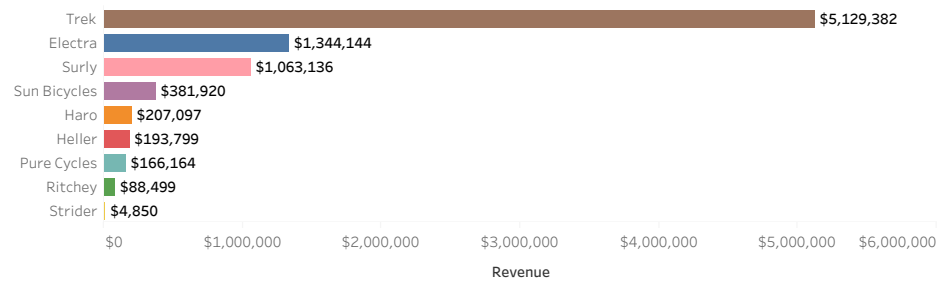 Trek $5,129,382
Electra $1,344,144
Surly $1,063,136
Sun Bicycles $381,920
Haro $207,097
Heller $193,799
Pure Cycles $166,164
Ritchey $88,499
Strider $4,850
$0 $1,000,000 $2,000,000 $3,000,000 $4,000,000 $5,000,000 $6,000,000
Revenue